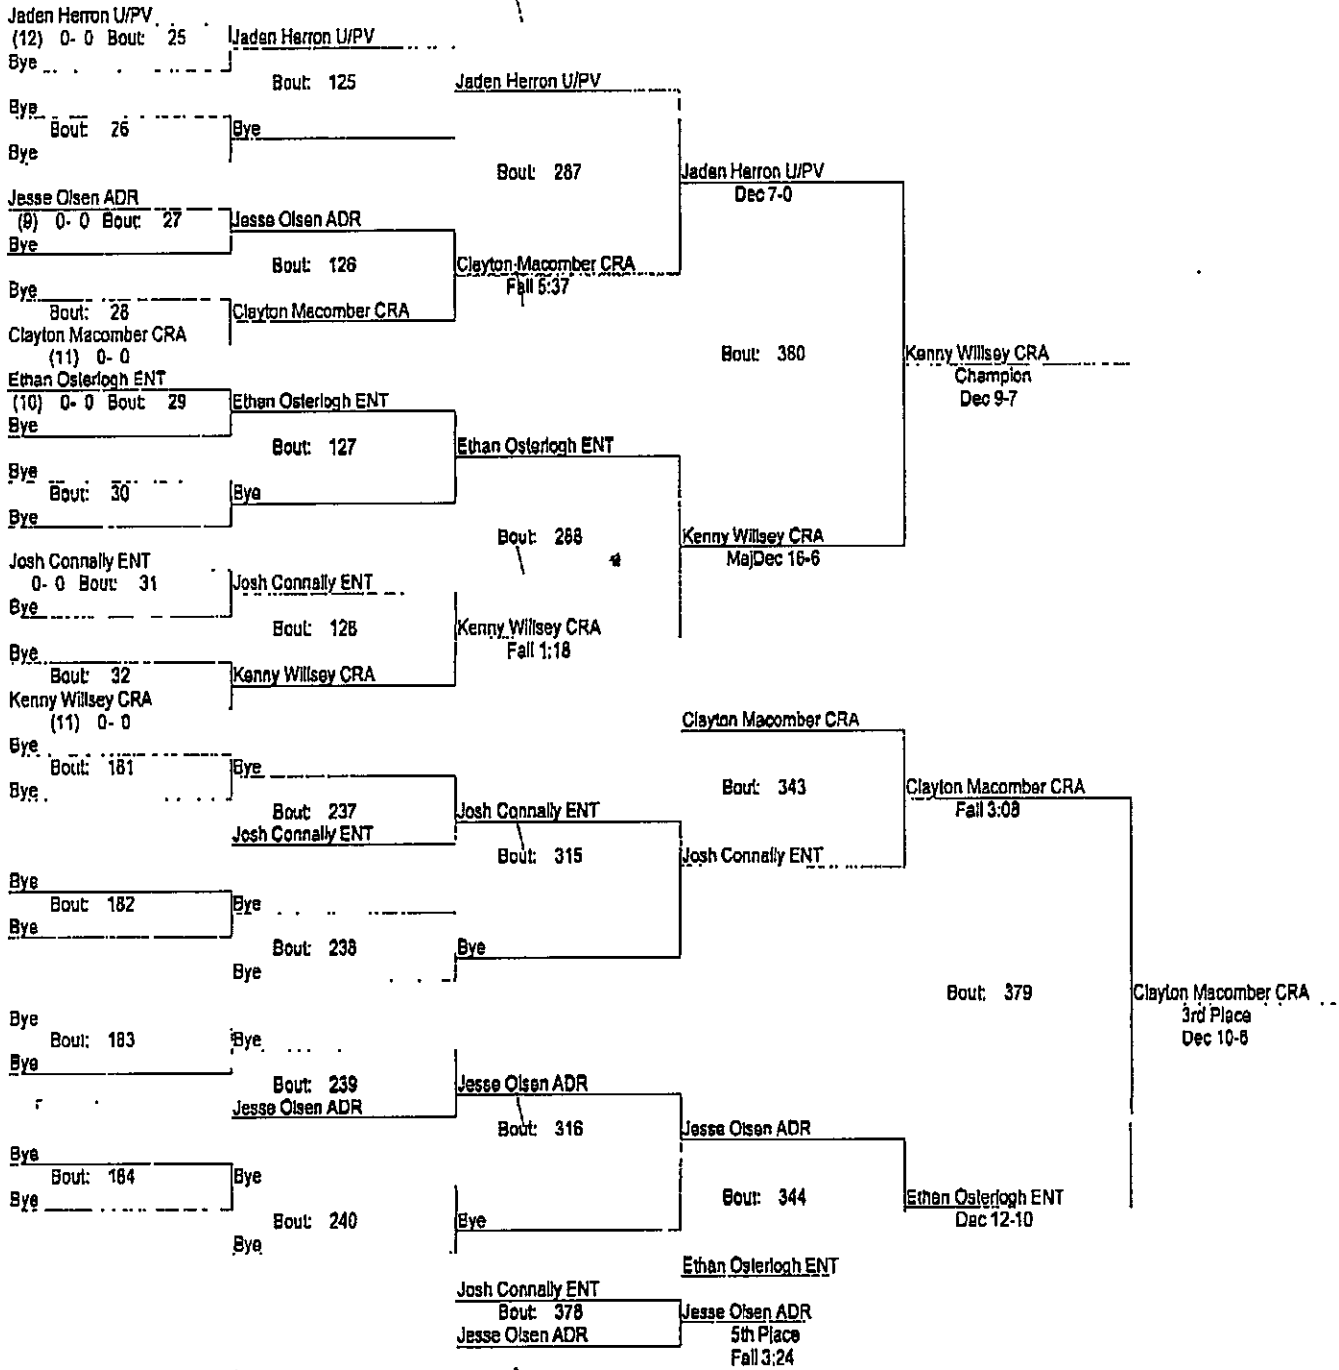 Jaden Herron U/PV
(12) 0- 0 Bout: 25
Bye
Jaden Herron U/PV
Bout: 125
Bye
Bout: 26
Bye
Bye
Jaden Herron U/PV
Bout: 287
Jesse Olsen ADR
(9) 0- 0 Bout: 27
Bye
Jesse Olsen ADR
Bout: 126
Bye
Bout: 28
Clayton Macomber CRA
(11) 0- 0
Clayton Macomber CRA
Clayton Macomber CRA
Fall 5:37
Jaden Herron U/PV
Dec 7-0
Bout: 380
Kenny Willsey CRA
Champion
Dec 9-7
Ethan Osterlogh ENT
(10) 0- 0 Bout: 29
Bye
Ethan Osterlogh ENT
Bout: 127
Bye
Bout: 30
Bye
Bye
Ethan Osterlogh ENT
Bout: 288
Kenny Willsey CRA
MajDec 16-6
Josh Connally ENT
0- 0 Bout: 31
Bye
Josh Connally ENT
Bout: 128
Bye
Bout: 32
Kenny Willsey CRA
(11) 0- 0
Kenny Willsey CRA
Kenny Willsey CRA
Fall 1:18
Bye
Bout: 181
Bye
Bye
Bout: 237
Josh Connally ENT
Josh Connally ENT
Bout: 315
Clayton Macomber CRA
Bout: 343
Josh Connally ENT
Clayton Macomber CRA
Fall 3:08
Bye
Bout: 182
Bye
Bye
Bout: 238
Bye
Bye
Bout: 379
Clayton Macomber CRA
3rd Place
Dec 10-6
Bye
Bout: 183
Bye
Bye
Bout: 239
Jesse Olsen ADR
Jesse Olsen ADR
Bout: 316
Jesse Olsen ADR
Bye
Bout: 184
Bye
Bye
Bout: 240
Bye
Bye
Bout: 344
Ethan Osterlogh ENT
Ethan Osterlogh ENT
Dec 12-10
Josh Connally ENT
Bout: 378
Jesse Olsen ADR
Jesse Olsen ADR
5th Place
Fall 3:24